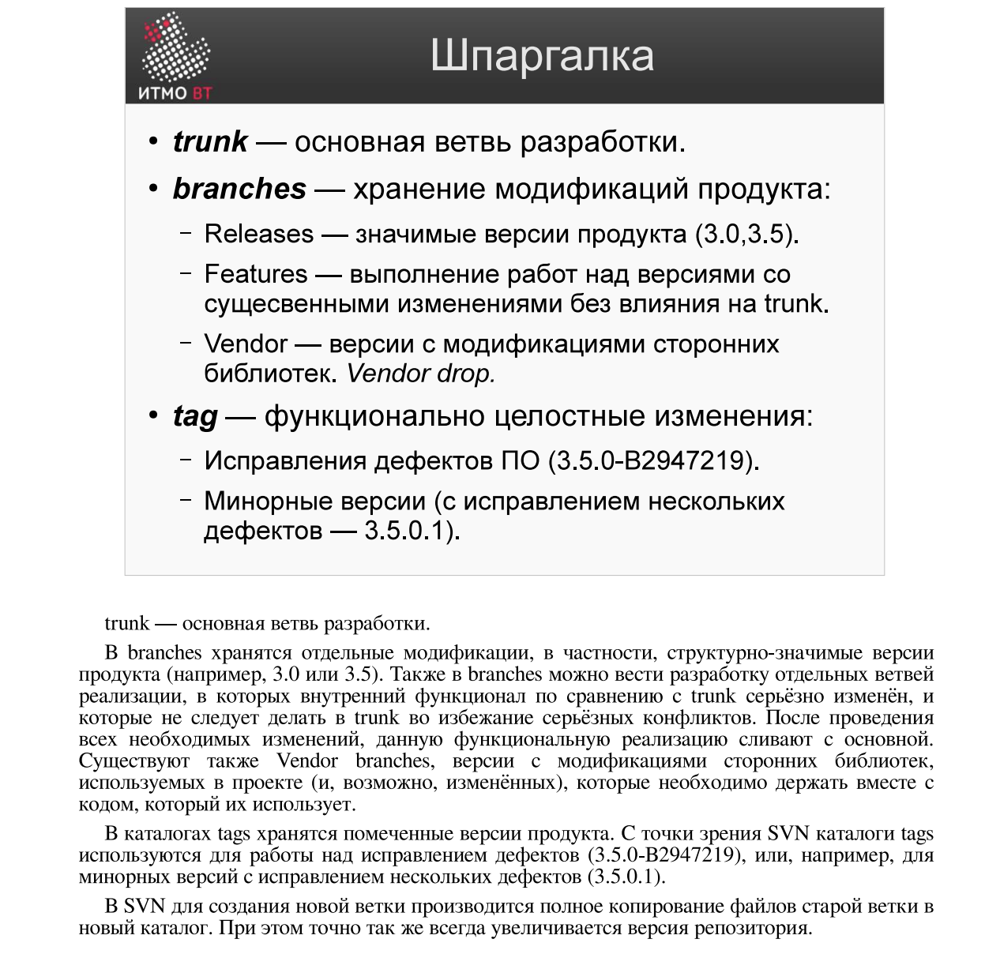 Шпаргалка
ИТМО ВТ
• trunk — основная ветвь разработки.
• branches — хранение модификаций продукта:
– Releases — значимые версии продукта (3.0,3.5).
– Features — выполнение работ над версиями со
сущесвенными изменениями без влияния на trunk.
– Vendor — версии с модификациями сторонних
библиотек. Vendor drop.
• tag — функционально целостные изменения:
– Исправления дефектов ПО (3.5.0-B2947219).
– Минорные версии (с исправлением нескольких
дефектов — 3.5.0.1).
trunk — основная ветвь разработки.
В branches хранятся отдельные модификации, в частности, структурно-значимые версии
продукта (например, 3.0 или 3.5). Также в branches можно вести разработку отдельных ветвей
реализации, в которых внутренний функционал по сравнению с trunk серьёзно изменён, и
которые не следует делать в trunk во избежание серьёзных конфликтов. После проведения
всех необходимых изменений, данную функциональную реализацию сливают с основной.
Существуют также Vendor branches, версии с модификациями сторонних библиотек,
используемых в проекте (и, возможно, изменённых), которые необходимо держать вместе с
кодом, который их использует.
В каталогах tags хранятся помеченные версии продукта. С точки зрения SVN каталоги tags
используются для работы над исправлением дефектов (3.5.0-B2947219), или, например, для
минорных версий с исправлением нескольких дефектов (3.5.0.1).
В SVN для создания новой ветки производится полное копирование файлов старой ветки в
новый каталог. При этом точно так же всегда увеличивается версия репозитория.